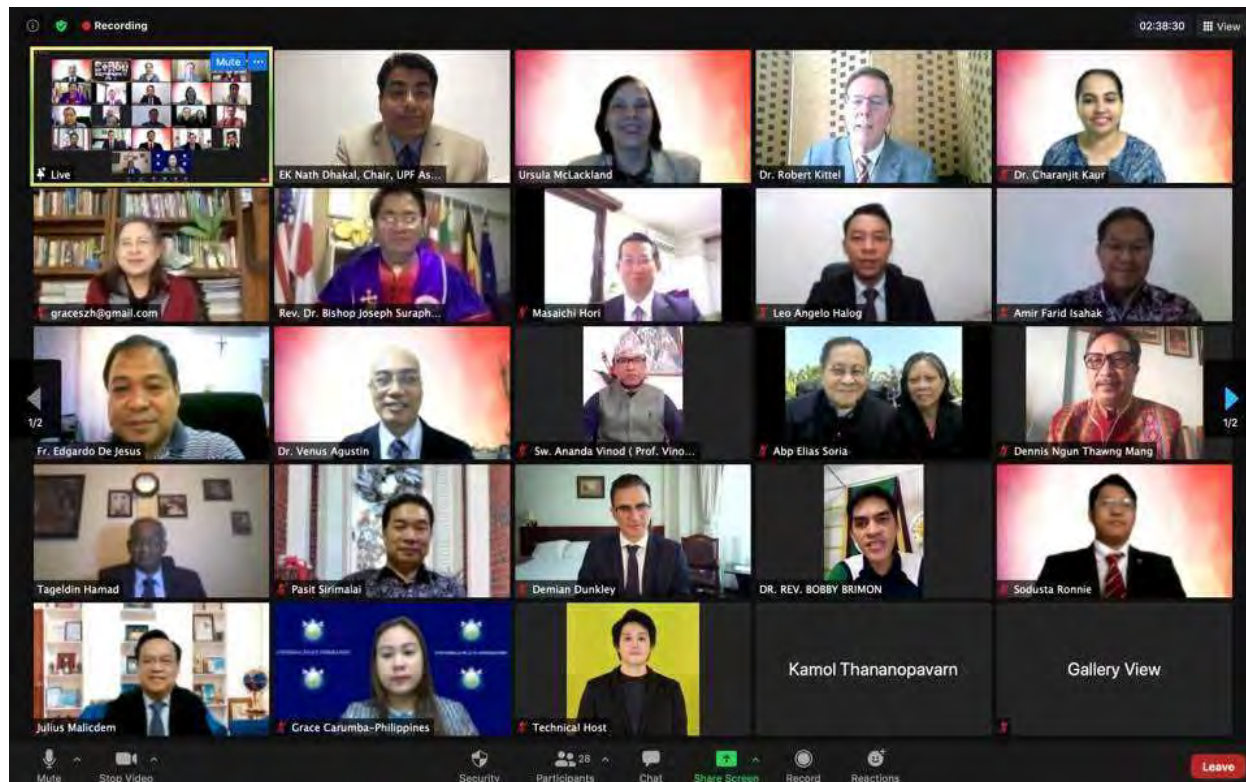 Recording
02:38:30
View
Mute
Live
EK Nath Dhakal, Chair, UPF As...
Ursula McLackland
Dr. Robert Kittel
Dr. Charanjit Kaur
graceszh@gmail.com
Rev. Dr. Bishop Joseph Suraph...
Masaichi Hori
Leo Angelo Halog
Amir Farid Isahak
1/2
1/2
Fr. Edgardo De Jesus
Dr. Venus Agustin
Sw. Ananda Vinod ( Prof. Vino...
Abp Elias Soria
Dennis Ngun Thawng Mang
Tageldin Hamad
Pasit Sirimalai
Demian Dunkley
DR. REV. BOBBY BRIMON
Sodusta Ronnie
Julius Malicdem
Grace Carumba-Philippines
Technical Host
Kamol Thananopavarn
Gallery View
Mute
Stop Video
Security
28
Participants
Chat
Share Screen
Record
Reactions
Leave